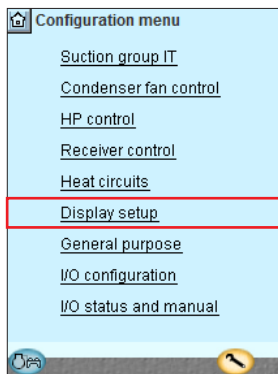 Configuration menu
Suction group IT
Condenser fan control
HP control
Receiver control
Heat circuits
Display setup
General purpose
I/O configuration
I/O status and manual